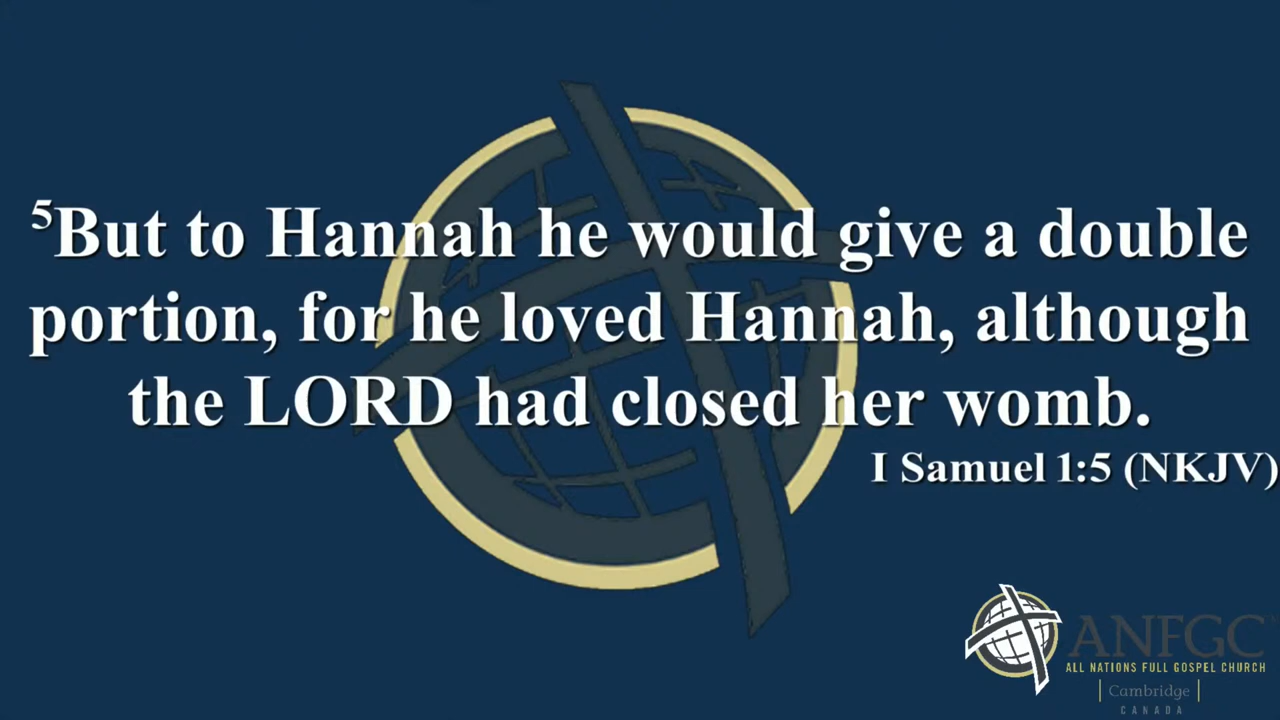 ⁵But to Hannah he would give a double
portion, for he loved Hannah, although
the LORD had closed her womb.
I Samuel 1:5 (NKJV)
ANFGC
ALL NATIONS FULL GOSPEL CHURCH
| Cambridge |
CANADA